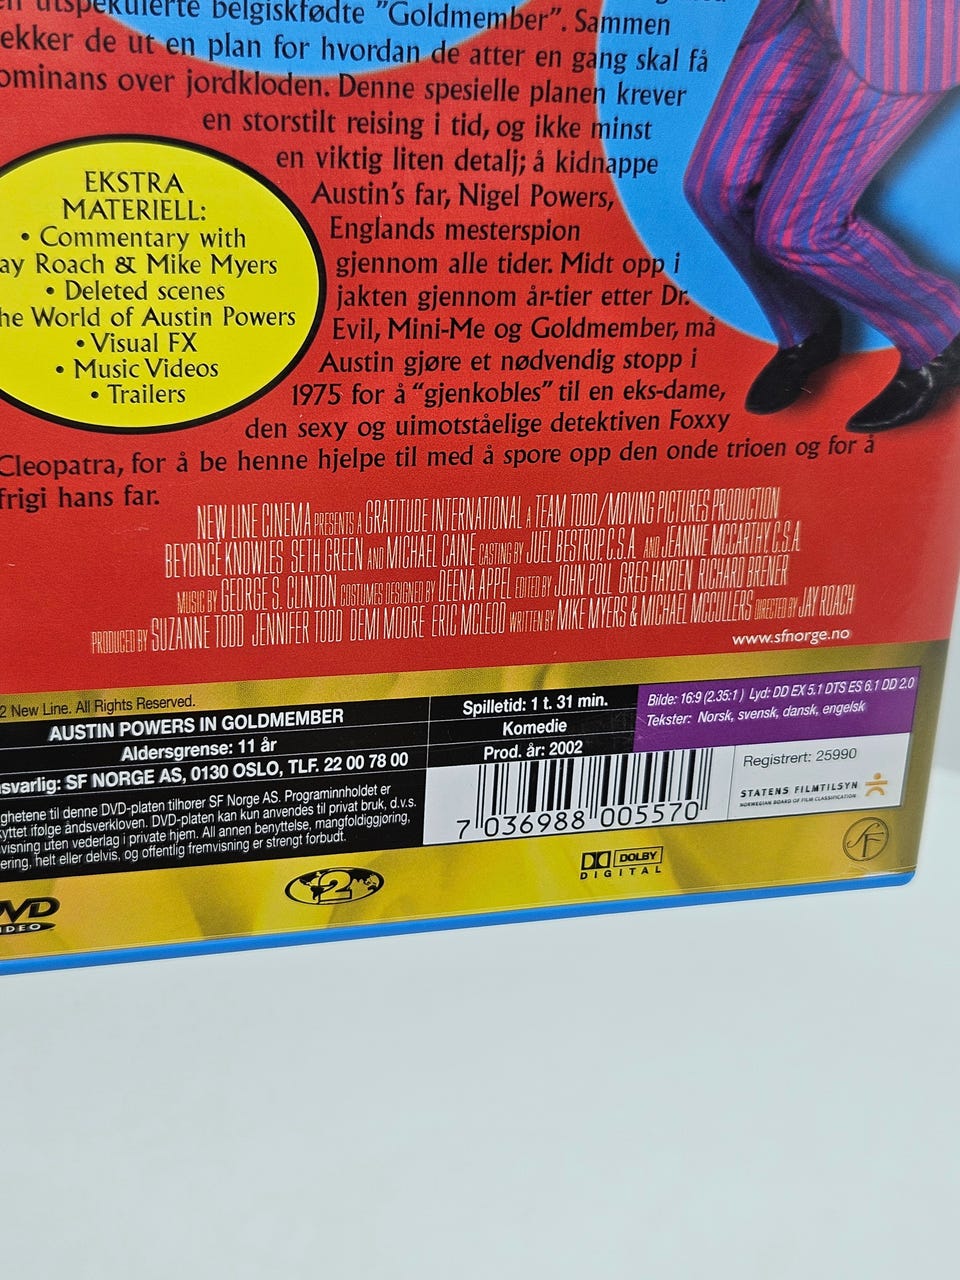 utspekulerte belgiskfødte "Goldmember". Sammen
ekker de ut en plan for hvordan de atter en gang skal få
ominans over jordkloden. Denne spesielle planen krever
en storstilt reising i tid, og ikke minst
en viktig liten detalj; å kidnappe
Austin's far, Nigel Powers,
Englands mesterspion
gjennom alle tider. Midt opp i
jakten gjennom år-tier etter Dr.
Evil, Mini-Me og Goldmember, må
Austin gjøre et nødvendig stopp i
1975 for å "gjenkobles" til en eks-dame,
den sexy og uimotståelige detektiven Foxxy
Cleopatra, for å be henne hjelpe til med å spore opp den onde trioen og for å
frigi hans far.
EKSTRA
MATERIELL:
• Commentary with
ay Roach & Mike Myers
• Deleted scenes
he World of Austin Powers
• Visual FX
• Music Videos
• Trailers
NEW LINE CINEMA PRESENTS A GRATITUDE INTERNATIONAL A TEAM TODD/MOVING PICTURES PRODUCTION
BEYONCÉ KNOWLES SETH GREEN AND MICHAEL CAINE CASTING BY JUEL BESTROP, C.S.A. AND JEANNIE MCCARTHY, C.S.A.
MUSIC BY GEORGE S. CLINTON COSTUMES DESIGNED BY DEENA APPEL EDITED BY JOHN POLL GREG HAYDEN RICHARD BRENER
PRODUCED BY SUZANNE TODD JENNIFER TODD DEMI MOORE ERIC MCLEOD WRITTEN BY MIKE MYERS & MICHAEL MCCULLERS DIRECTED BY JAY ROACH
www.sfnorge.no
2 New Line. All Rights Reserved.
AUSTIN POWERS IN GOLDMEMBER
Aldersgrense: 11 år
svarlig: SF NORGE AS, 0130 OSLO, TLF. 22 00 78 00
ighetene til denne DVD-platen tilhører SF Norge AS. Programinnholdet er
kyttet ifølge åndsverkloven. DVD-platen kan kun anvendes til privat bruk, d.v.s.
visning uten vederlag i private hjem. All annen benyttelse, mangfoldiggjøring,
ering, helt eller delvis, og offentlig fremvisning er strengt forbudt.
Spilletid: 1 t. 31 min.
Komedie
Prod. år: 2002
Bilde: 16:9 (2.35:1) Lyd: DD EX 5.1 DTS ES 6.1 DD 2.0
Tekster: Norsk, svensk, dansk, engelsk
7 036988 005570
Registrert: 25990
STATENS FILMTILSYN
NORWEGIAN BOARD OF FILM CLASSIFICATION
SF
DVD
VIDEO
2
DOLBY
DIGITAL